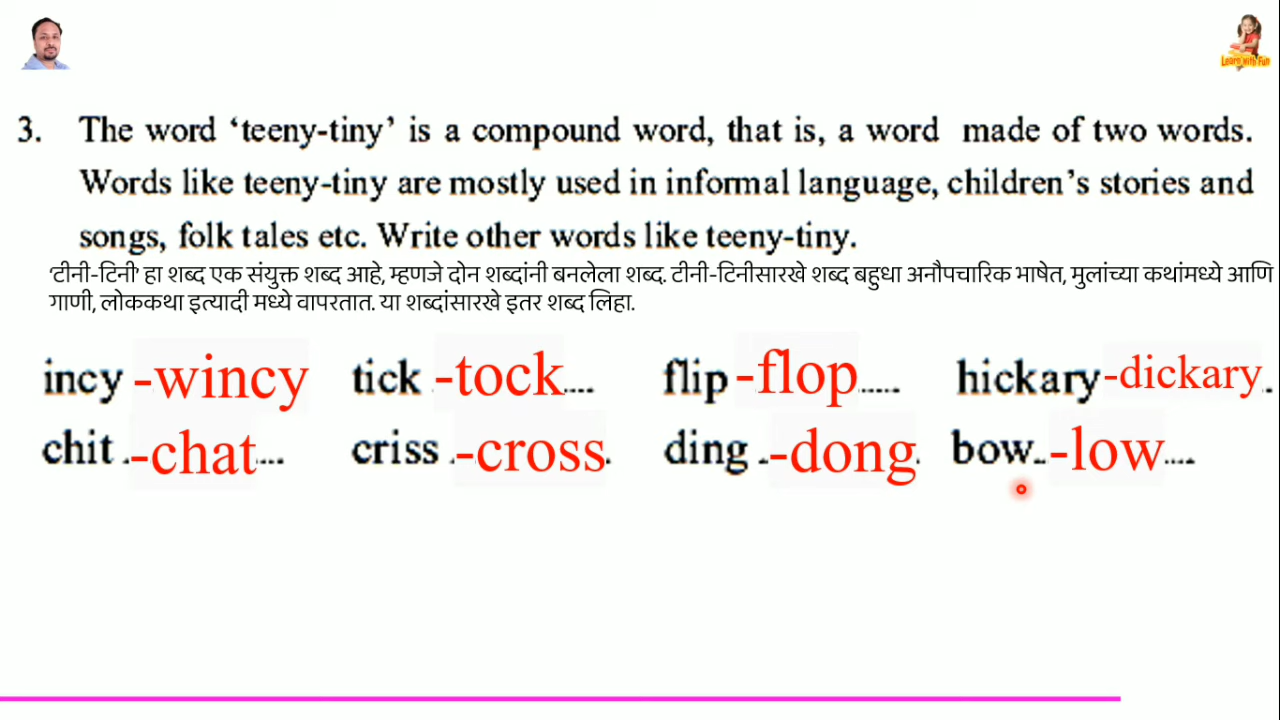 Learn with Fun
3. The word ‘teeny-tiny’ is a compound word, that is, a word made of two words.
Words like teeny-tiny are mostly used in informal language, children’s stories and
songs, folk tales etc. Write other words like teeny-tiny.
‘टीनी-टिनी’ हा शब्द एक संयुक्त शब्द आहे, म्हणजे दोन शब्दांनी बनलेला शब्द. टीनी-टिनीसारखे शब्द बहुधा अनौपचारिक भाषेत, मुलांच्या कथांमध्ये आणि
गाणी, लोककथा इत्यादी मध्ये वापरतात. या शब्दांसारखे इतर शब्द लिहा.
incy -wincy tick -tock.... flip -flop..... hickary-dickary.
chit .-chat.... criss .-cross. ding .-dong. bow..-low....